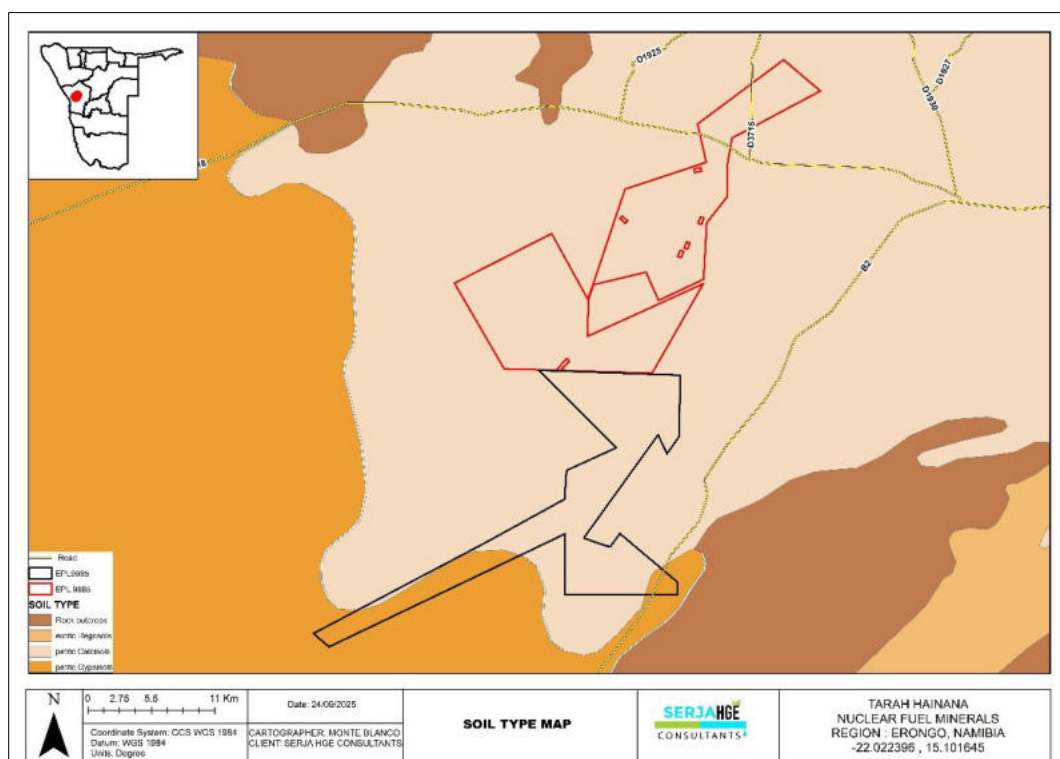 D1925
D3716
D1930
D1927
B2
Road
EPL9985
EPL 9885
SOIL TYPE
Rock outcrops
eutric Regosols
petric Calcisols
petric Gypsisols
N
0 2.75 5.5 11 Km
Coordinate System: GCS WGS 1984
Datum: WGS 1984
Units: Degree
Date: 24/09/2025
CARTOGRAPHER: MONTE BLANCO
CLIENT: SERJA HGE CONSULTANTS
SOIL TYPE MAP
SERJAHGE
CONSULTANTS
TARAH HAINANA
NUCLEAR FUEL MINERALS
REGION : ERONGO, NAMIBIA
-22.022396 , 15.101645